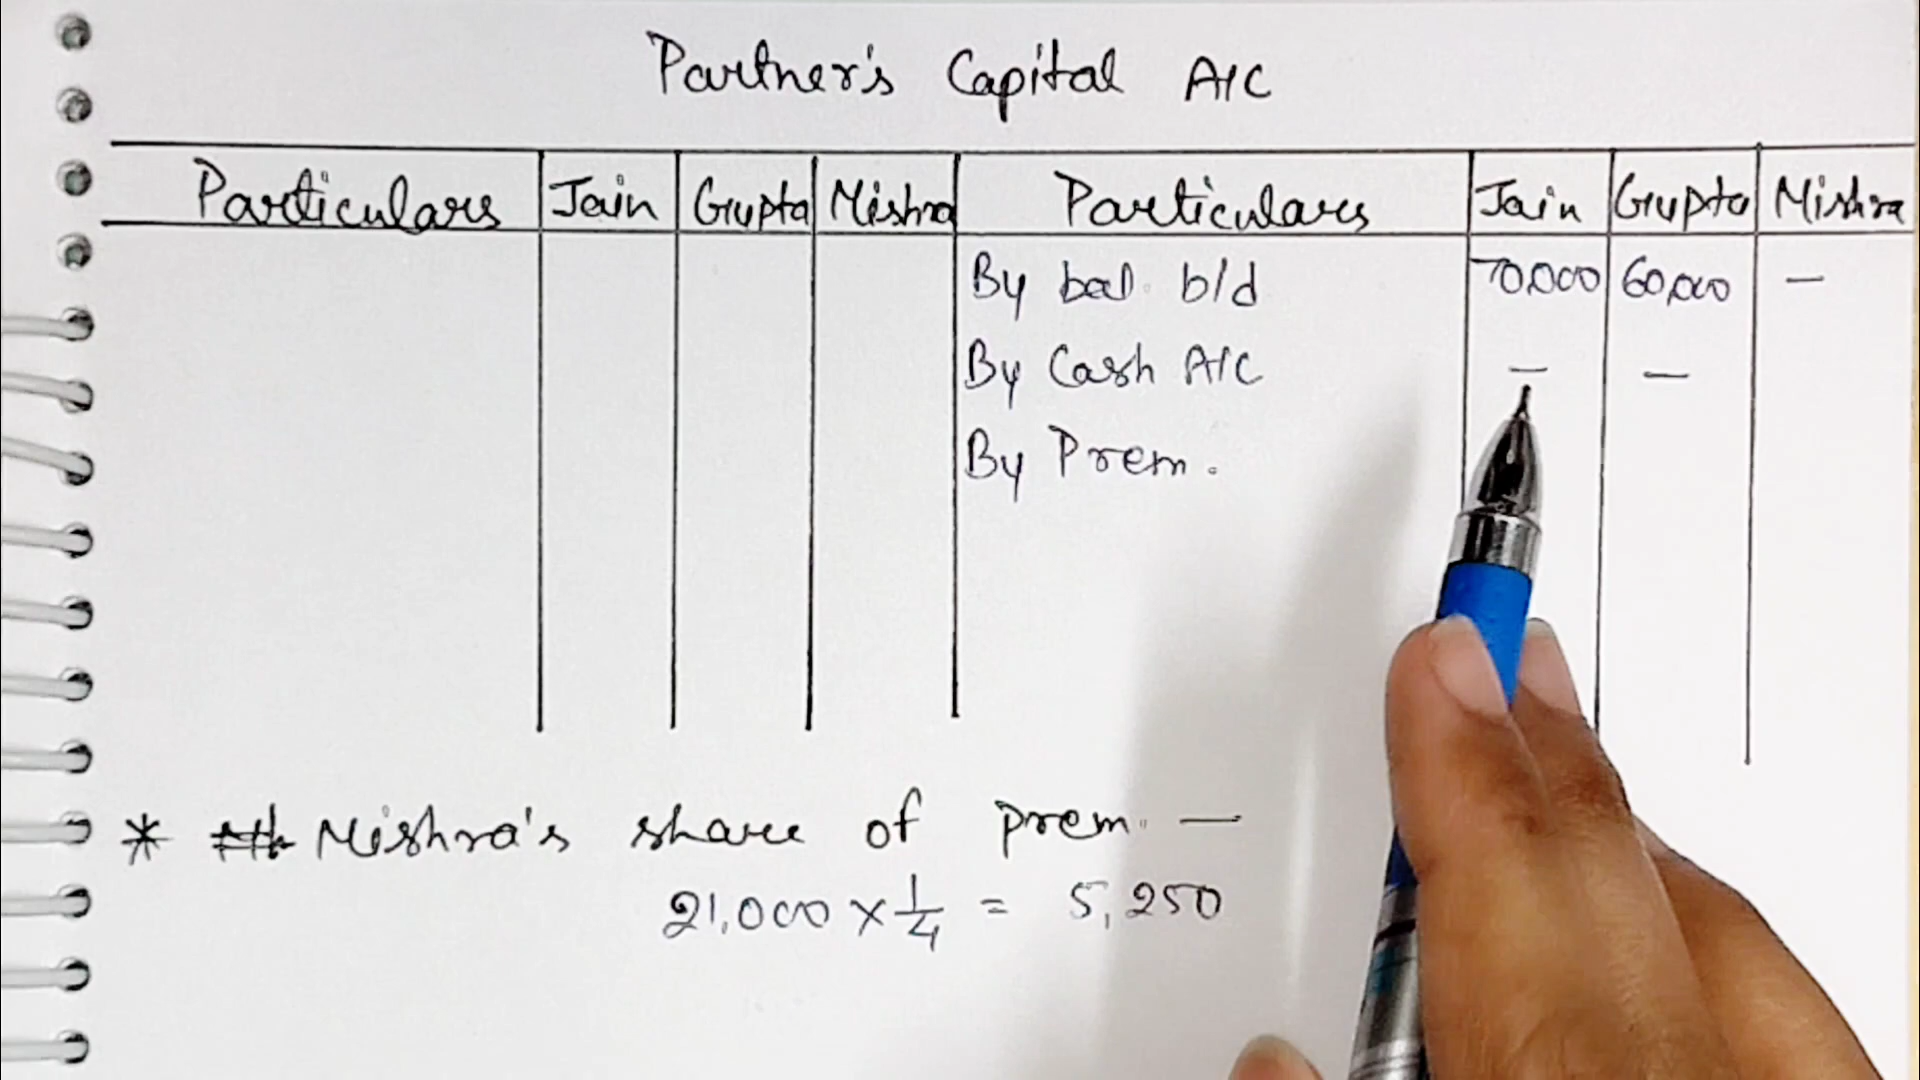 Partner's Capital A/C
Particulars Jain Gupta Mishra Particulars Jain Gupta Mishra
By bal. b/d 70,000 60,000 —
By Cash A/C — —
By Prem.
* Mishra's share of prem. —
21,000 × 1/4 = 5,250